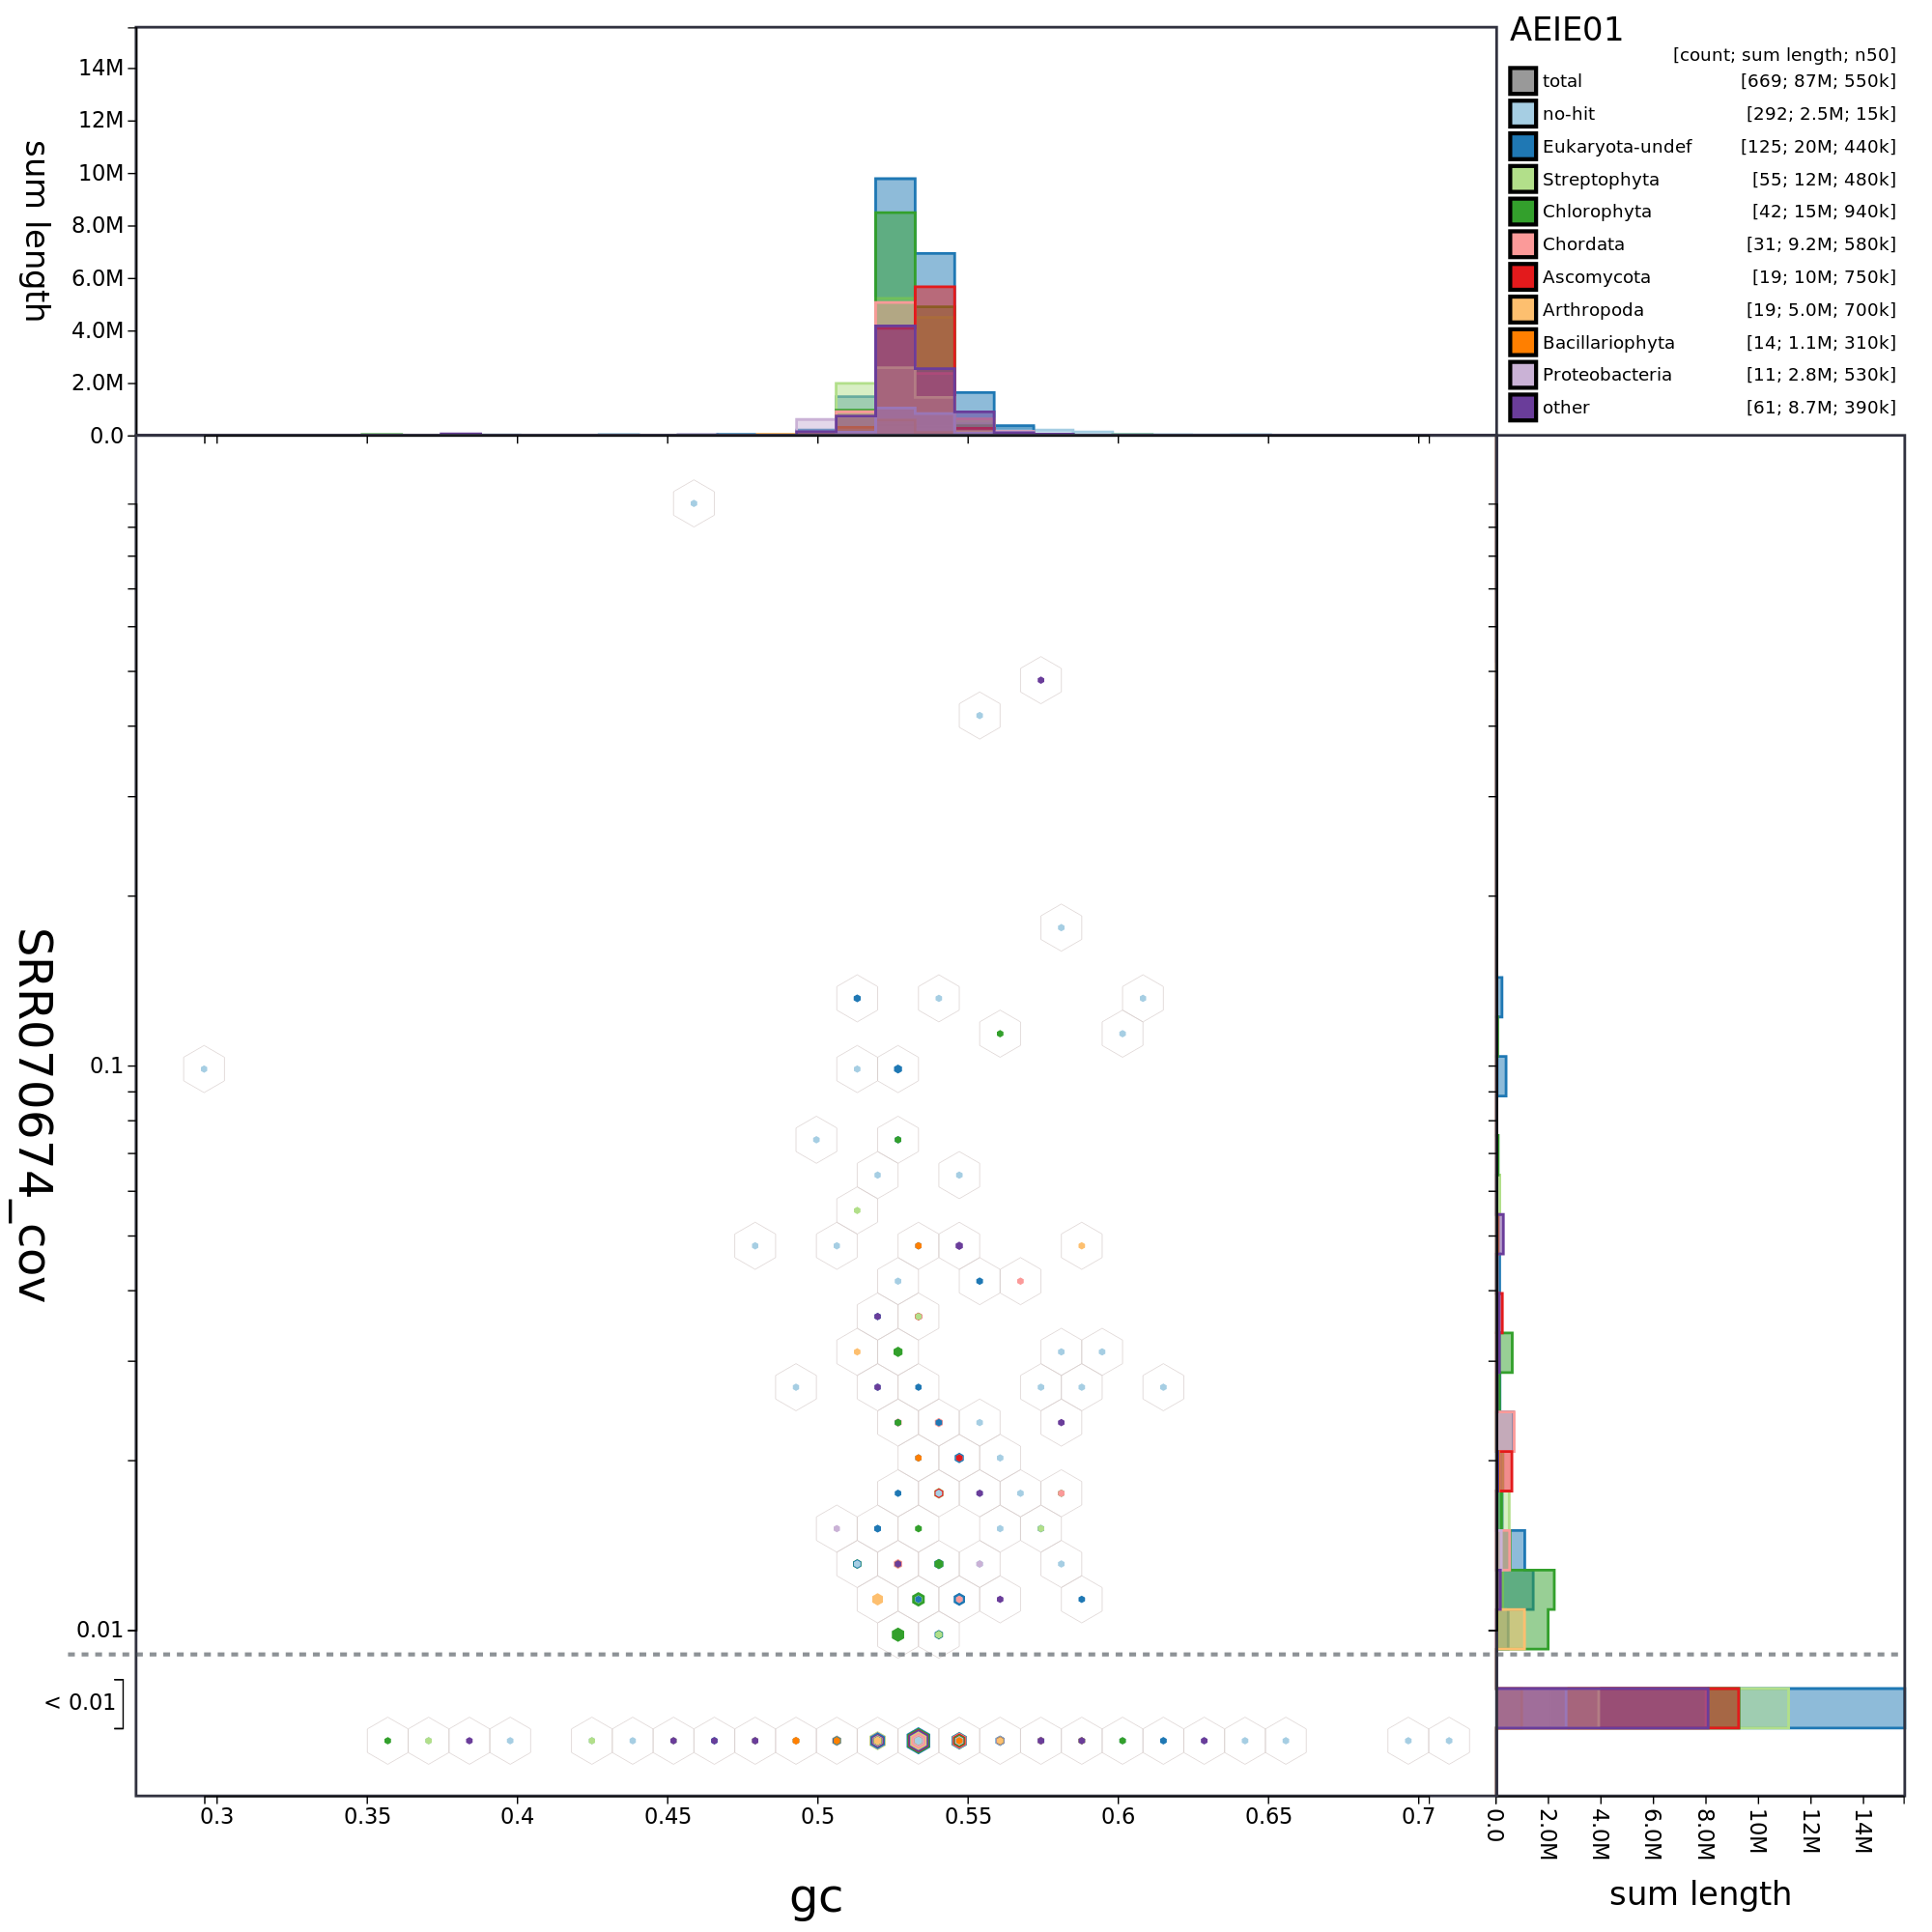 AEIE01
[count; sum length; n50]
total [669; 87M; 550k]
no-hit [292; 2.5M; 15k]
Eukaryota-undef [125; 20M; 440k]
Streptophyta [55; 12M; 480k]
Chlorophyta [42; 15M; 940k]
Chordata [31; 9.2M; 580k]
Ascomycota [19; 10M; 750k]
Arthropoda [19; 5.0M; 700k]
Bacillariophyta [14; 1.1M; 310k]
Proteobacteria [11; 2.8M; 530k]
other [61; 8.7M; 390k]
sum length
14M
12M
10M
8.0M
6.0M
4.0M
2.0M
0.0
SRR070674_cov
0.1
0.01
< 0.01
0.3 0.35 0.4 0.45 0.5 0.55 0.6 0.65 0.7
gc
0.0 2.0M 4.0M 6.0M 8.0M 10M 12M 14M
sum length